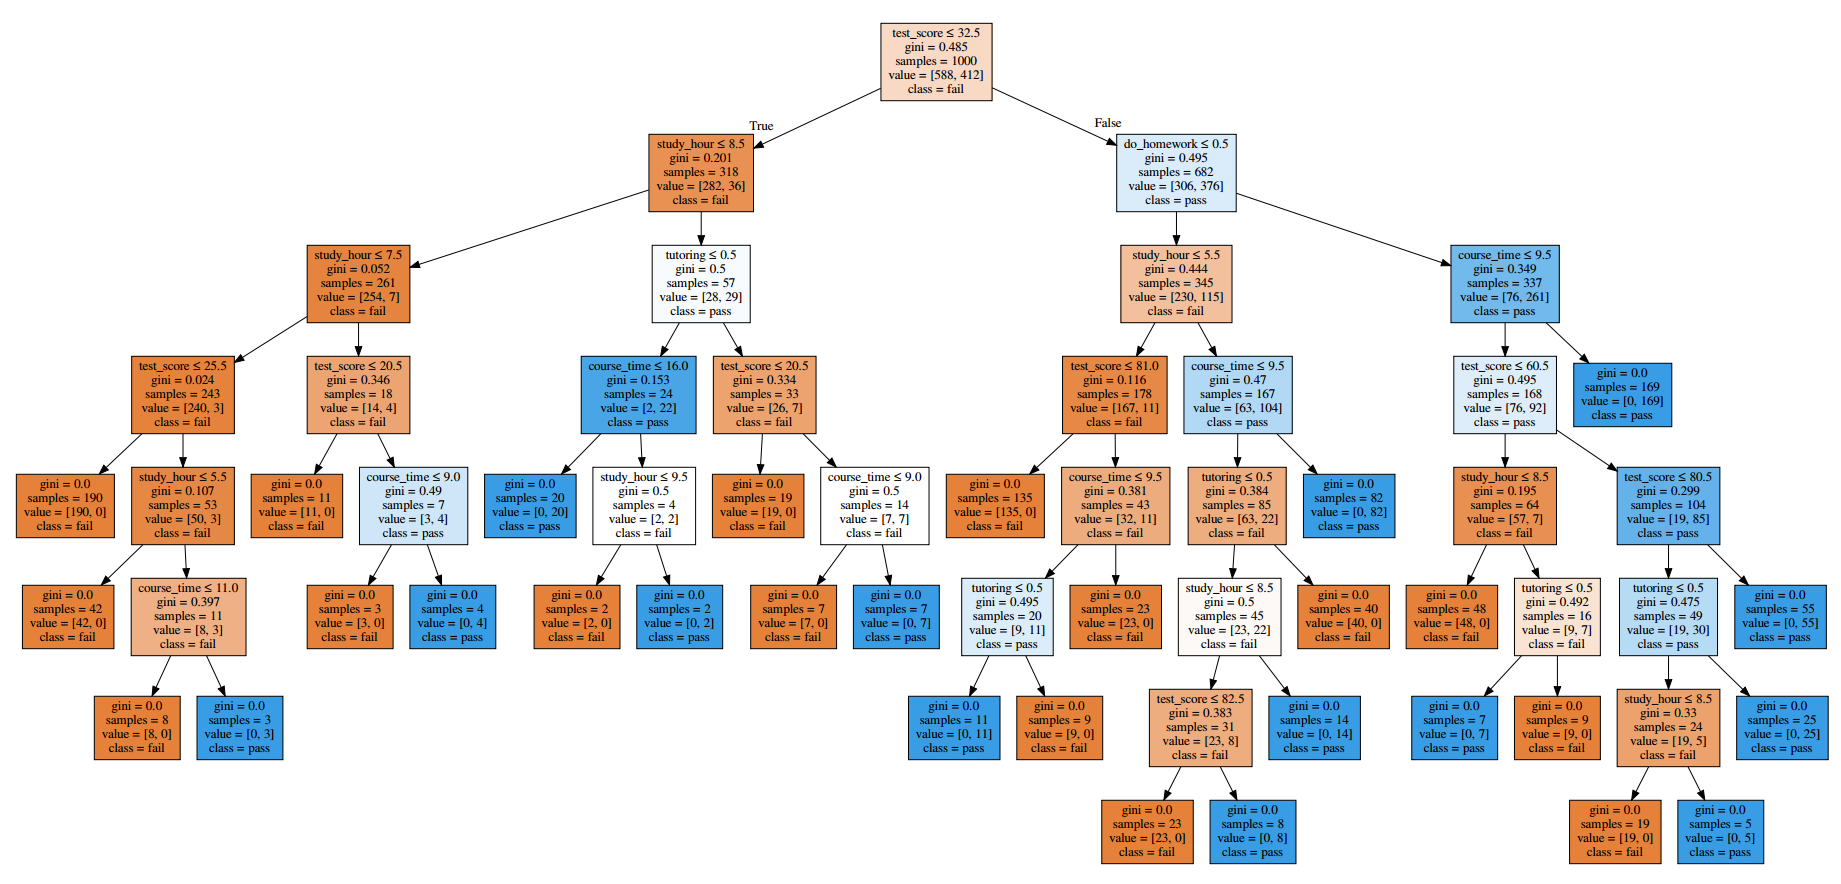 test_score ≤ 32.5
gini = 0.485
samples = 1000
value = [588, 412]
class = fail
True
False
study_hour ≤ 8.5
gini = 0.201
samples = 318
value = [282, 36]
class = fail
do_homework ≤ 0.5
gini = 0.495
samples = 682
value = [306, 376]
class = pass
study_hour ≤ 7.5
gini = 0.052
samples = 261
value = [254, 7]
class = fail
tutoring ≤ 0.5
gini = 0.5
samples = 57
value = [28, 29]
class = pass
study_hour ≤ 5.5
gini = 0.444
samples = 345
value = [230, 115]
class = fail
course_time ≤ 9.5
gini = 0.349
samples = 337
value = [76, 261]
class = pass
test_score ≤ 25.5
gini = 0.024
samples = 243
value = [240, 3]
class = fail
test_score ≤ 20.5
gini = 0.346
samples = 18
value = [14, 4]
class = fail
course_time ≤ 16.0
gini = 0.153
samples = 24
value = [2, 22]
class = pass
test_score ≤ 20.5
gini = 0.334
samples = 33
value = [26, 7]
class = fail
test_score ≤ 81.0
gini = 0.116
samples = 178
value = [167, 11]
class = fail
course_time ≤ 9.5
gini = 0.47
samples = 167
value = [63, 104]
class = pass
test_score ≤ 60.5
gini = 0.495
samples = 168
value = [76, 92]
class = pass
gini = 0.0
samples = 169
value = [0, 169]
class = pass
gini = 0.0
samples = 190
value = [190, 0]
class = fail
study_hour ≤ 5.5
gini = 0.107
samples = 53
value = [50, 3]
class = fail
gini = 0.0
samples = 11
value = [11, 0]
class = fail
course_time ≤ 9.0
gini = 0.49
samples = 7
value = [3, 4]
class = pass
gini = 0.0
samples = 20
value = [0, 20]
class = pass
study_hour ≤ 9.5
gini = 0.5
samples = 4
value = [2, 2]
class = fail
gini = 0.0
samples = 19
value = [19, 0]
class = fail
course_time ≤ 9.0
gini = 0.5
samples = 14
value = [7, 7]
class = fail
gini = 0.0
samples = 135
value = [135, 0]
class = fail
course_time ≤ 9.5
gini = 0.381
samples = 43
value = [32, 11]
class = fail
tutoring ≤ 0.5
gini = 0.384
samples = 85
value = [63, 22]
class = fail
gini = 0.0
samples = 82
value = [0, 82]
class = pass
study_hour ≤ 8.5
gini = 0.195
samples = 64
value = [57, 7]
class = fail
test_score ≤ 80.5
gini = 0.299
samples = 104
value = [19, 85]
class = pass
gini = 0.0
samples = 42
value = [42, 0]
class = fail
course_time ≤ 11.0
gini = 0.397
samples = 11
value = [8, 3]
class = fail
gini = 0.0
samples = 3
value = [3, 0]
class = fail
gini = 0.0
samples = 4
value = [0, 4]
class = pass
gini = 0.0
samples = 2
value = [2, 0]
class = fail
gini = 0.0
samples = 2
value = [0, 2]
class = pass
gini = 0.0
samples = 7
value = [7, 0]
class = fail
gini = 0.0
samples = 7
value = [0, 7]
class = pass
tutoring ≤ 0.5
gini = 0.495
samples = 20
value = [9, 11]
class = pass
gini = 0.0
samples = 23
value = [23, 0]
class = fail
study_hour ≤ 8.5
gini = 0.5
samples = 45
value = [23, 22]
class = fail
gini = 0.0
samples = 40
value = [40, 0]
class = fail
gini = 0.0
samples = 48
value = [48, 0]
class = fail
tutoring ≤ 0.5
gini = 0.492
samples = 16
value = [9, 7]
class = fail
tutoring ≤ 0.5
gini = 0.475
samples = 49
value = [19, 30]
class = pass
gini = 0.0
samples = 55
value = [0, 55]
class = pass
gini = 0.0
samples = 8
value = [8, 0]
class = fail
gini = 0.0
samples = 3
value = [0, 3]
class = pass
gini = 0.0
samples = 11
value = [0, 11]
class = pass
gini = 0.0
samples = 9
value = [9, 0]
class = fail
test_score ≤ 82.5
gini = 0.383
samples = 31
value = [23, 8]
class = fail
gini = 0.0
samples = 14
value = [0, 14]
class = pass
gini = 0.0
samples = 7
value = [0, 7]
class = pass
gini = 0.0
samples = 9
value = [9, 0]
class = fail
study_hour ≤ 8.5
gini = 0.33
samples = 24
value = [19, 5]
class = fail
gini = 0.0
samples = 25
value = [0, 25]
class = pass
gini = 0.0
samples = 23
value = [23, 0]
class = fail
gini = 0.0
samples = 8
value = [0, 8]
class = pass
gini = 0.0
samples = 19
value = [19, 0]
class = fail
gini = 0.0
samples = 5
value = [0, 5]
class = pass